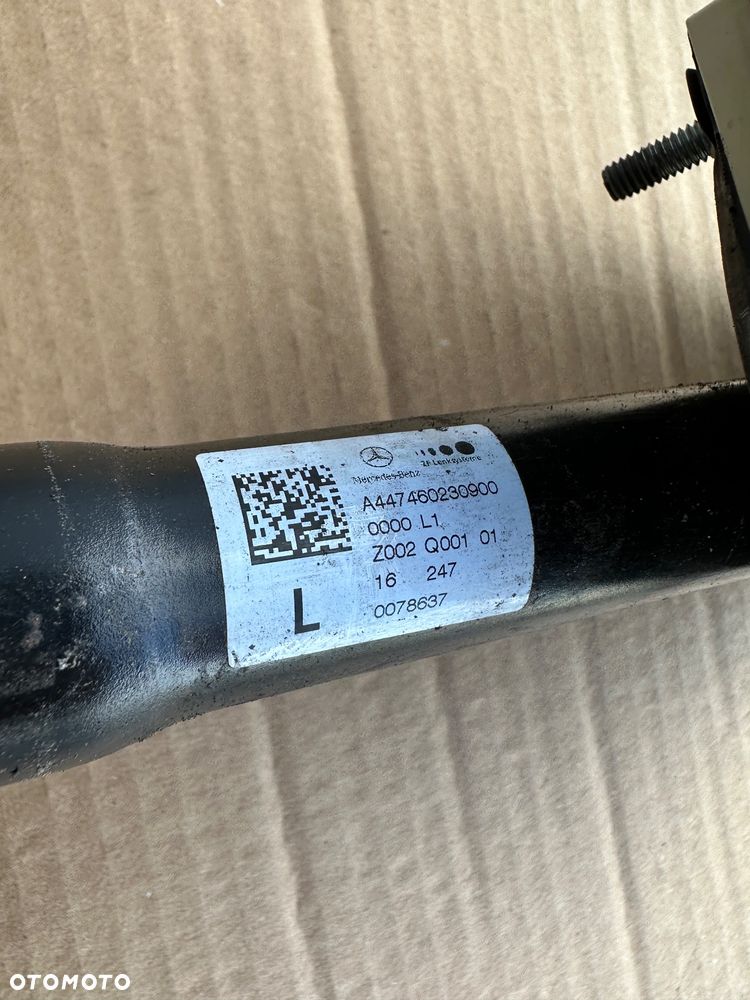 Mercedes-Benz
ZF Lenksysteme
A447460230900
0000 L1
Z002 Q001 01
16 247
0078637
L
OTOMOTO